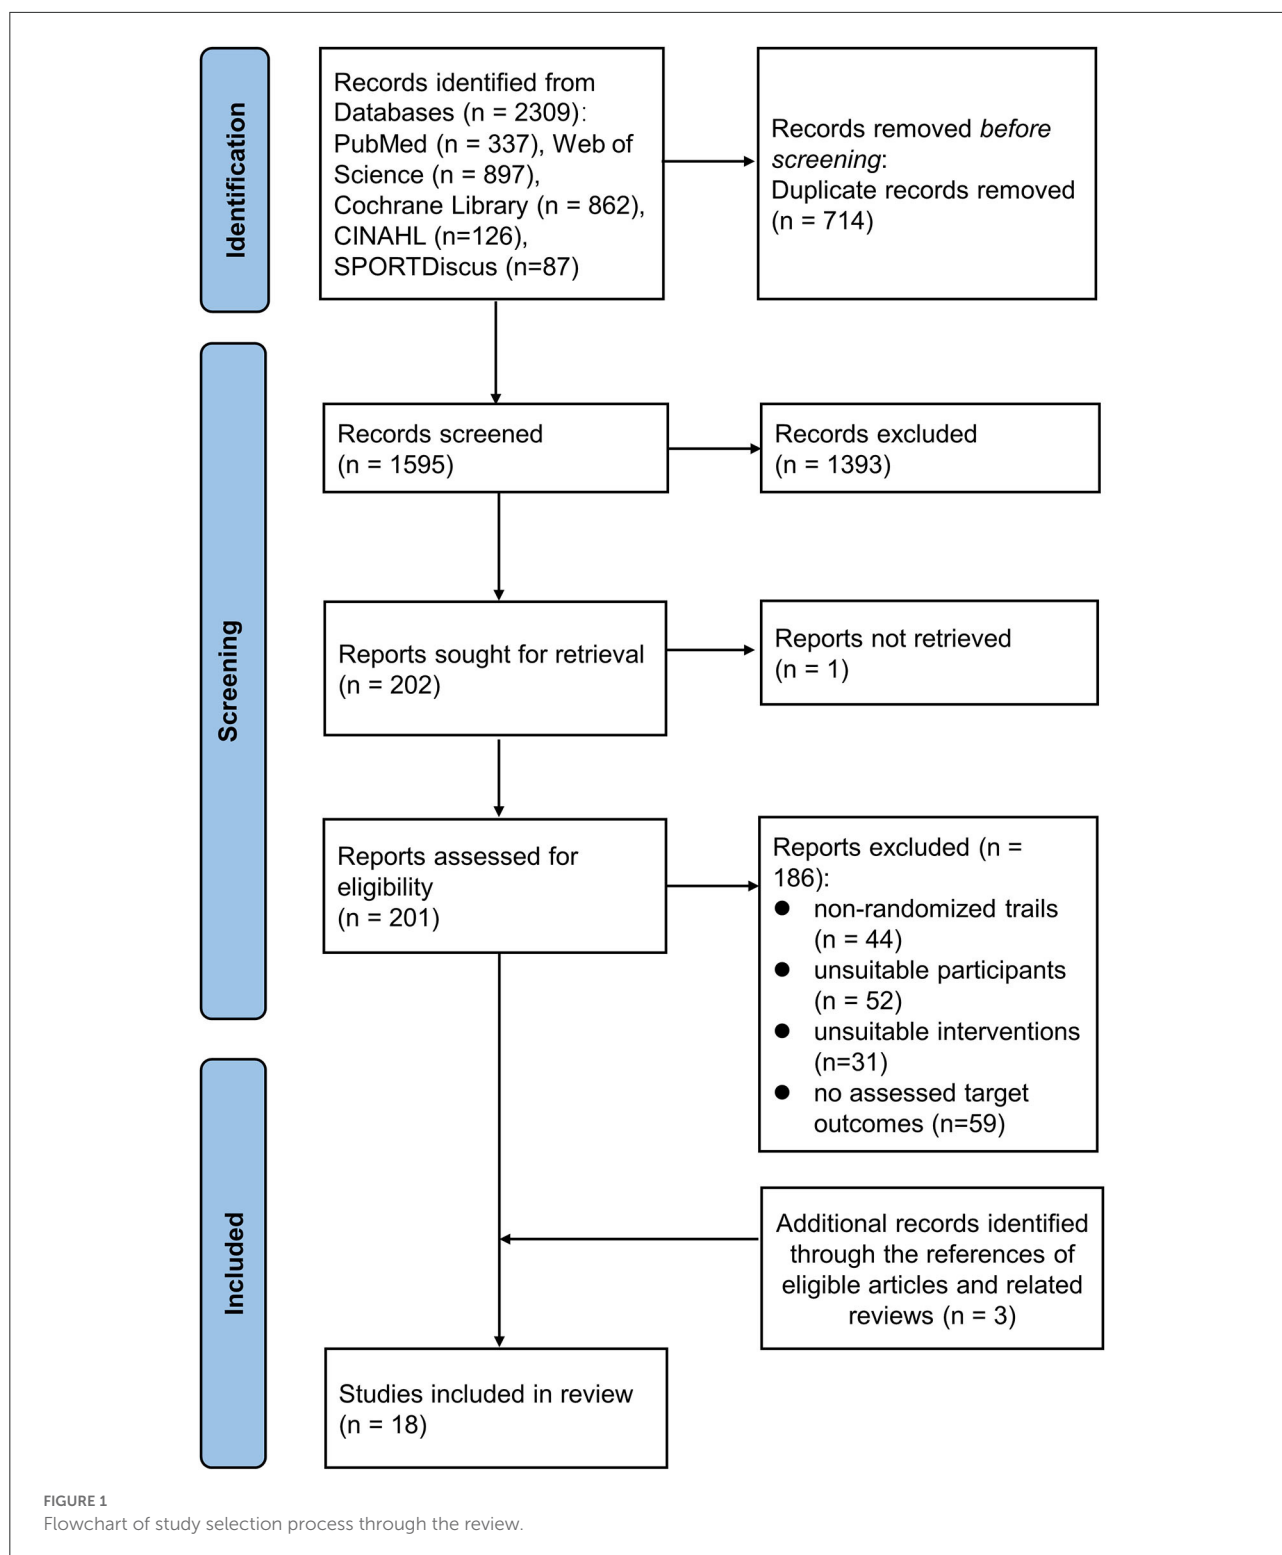 Identification
Records identified from
Databases (n = 2309):
PubMed (n = 337), Web of
Science (n = 897),
Cochrane Library (n = 862),
CINAHL (n=126),
SPORTDiscus (n=87)
Records removed before
screening:
Duplicate records removed
(n = 714)
Screening
Records screened
(n = 1595)
Records excluded
(n = 1393)
Reports sought for retrieval
(n = 202)
Reports not retrieved
(n = 1)
Reports assessed for
eligibility
(n = 201)
Reports excluded (n =
186):
● non-randomized trails
(n = 44)
● unsuitable participants
(n = 52)
● unsuitable interventions
(n=31)
● no assessed target
outcomes (n=59)
Included
Additional records identified
through the references of
eligible articles and related
reviews (n = 3)
Studies included in review
(n = 18)
FIGURE 1
Flowchart of study selection process through the review.